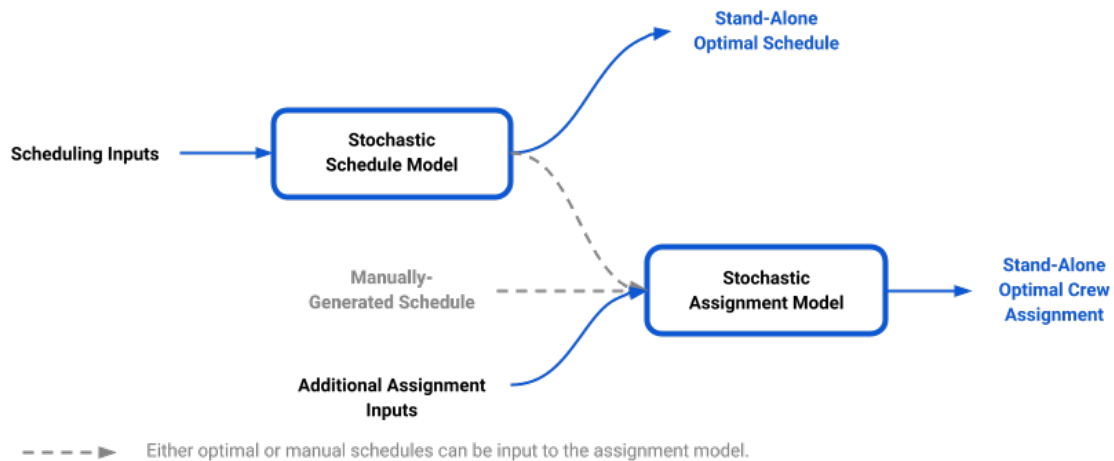 Stand-Alone
Optimal Schedule
Stochastic
Schedule Model
Scheduling Inputs
Manually-
Generated Schedule
Stochastic
Assignment Model
Stand-Alone
Optimal Crew
Assignment
Additional Assignment
Inputs
Either optimal or manual schedules can be input to the assignment model.